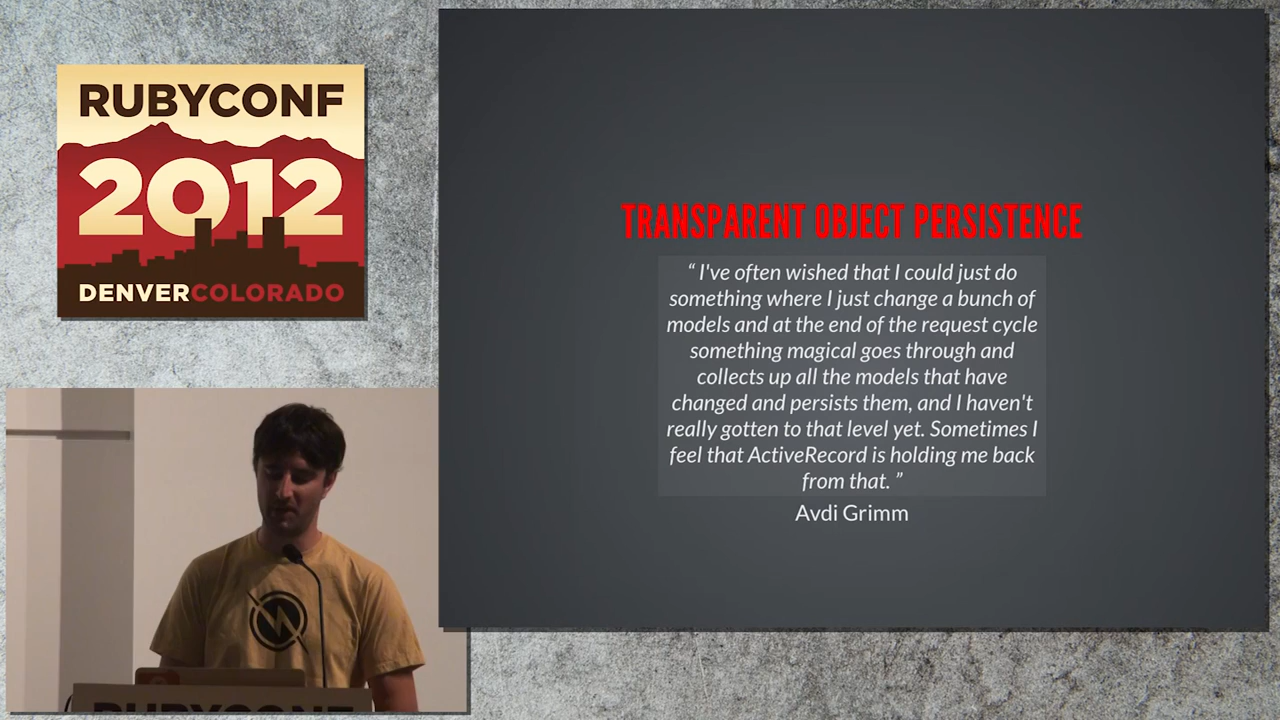 RUBYCONF
2012
DENVERCOLORADO
TRANSPARENT OBJECT PERSISTENCE
“ I've often wished that I could just do
something where I just change a bunch of
models and at the end of the request cycle
something magical goes through and
collects up all the models that have
changed and persists them, and I haven't
really gotten to that level yet. Sometimes I
feel that ActiveRecord is holding me back
from that. ”
Avdi Grimm
RUBYCONF